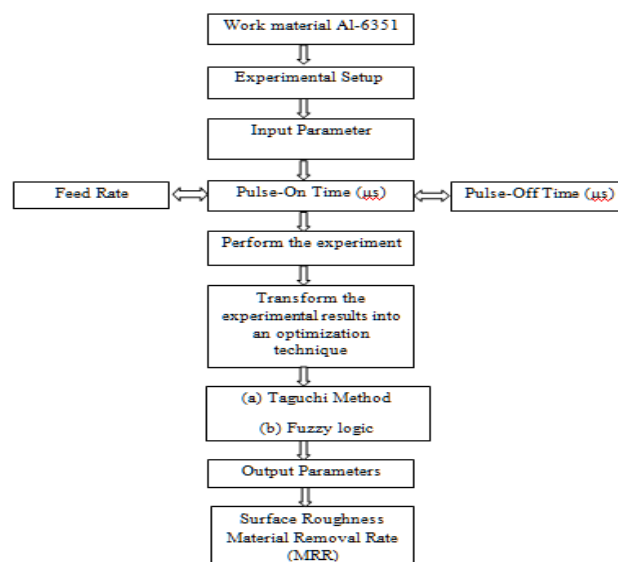 Work material Al-6351
Experimental Setup
Input Parameter
Feed Rate
Pulse-On Time (µs)
Pulse-Off Time (µs)
Perform the experiment
Transform the
experimental results into
an optimization
technique
(a) Taguchi Method
(b) Fuzzy logic
Output Parameters
Surface Roughness
Material Removal Rate
(MRR)